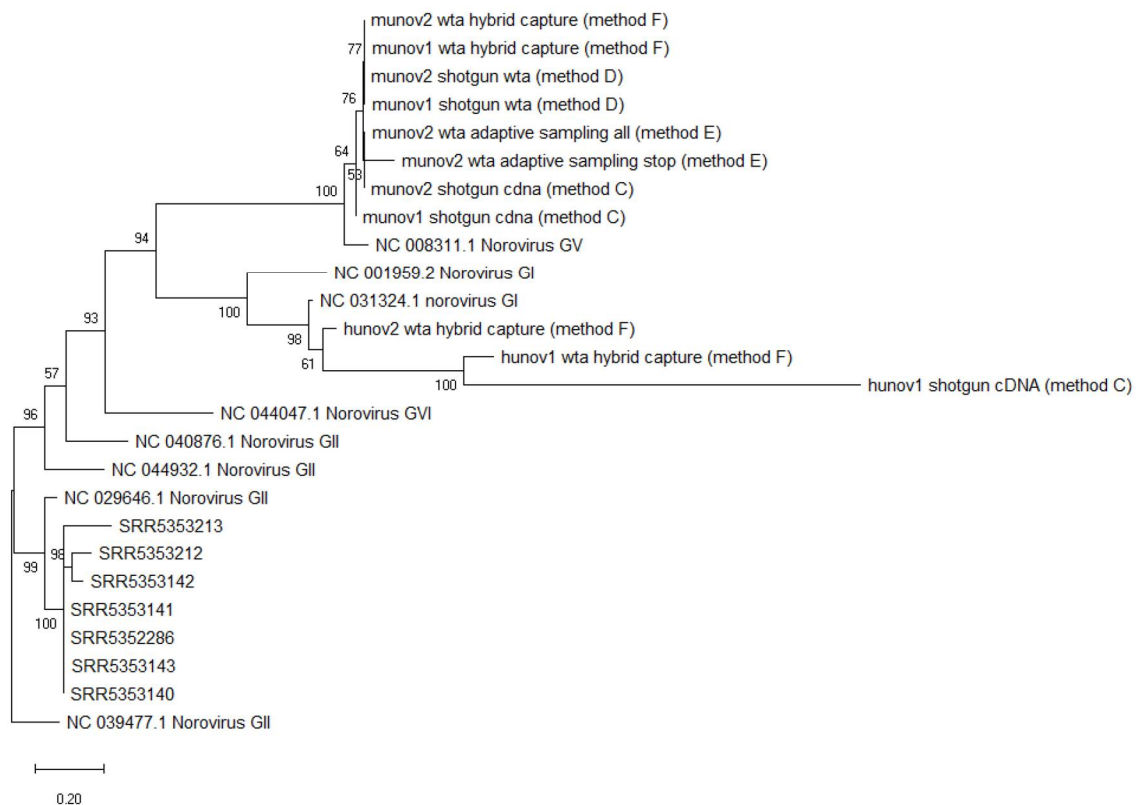 munov2 wta hybrid capture (method F)
77
munov1 wta hybrid capture (method F)
munov2 shotgun wta (method D)
76
munov1 shotgun wta (method D)
munov2 wta adaptive sampling all (method E)
64
munov2 wta adaptive sampling stop (method E)
53
100
munov2 shotgun cdna (method C)
munov1 shotgun cdna (method C)
94
NC 008311.1 Norovirus GV
NC 001959.2 Norovirus GI
NC 031324.1 norovirus GI
100
93
hunov2 wta hybrid capture (method F)
98
hunov1 wta hybrid capture (method F)
61
57
100
hunov1 shotgun cDNA (method C)
96
NC 044047.1 Norovirus GVI
NC 040876.1 Norovirus GII
NC 044932.1 Norovirus GII
NC 029646.1 Norovirus GII
SRR5353213
98
SRR5353212
99
SRR5353142
SRR5353141
100
SRR5352286
SRR5353143
SRR5353140
NC 039477.1 Norovirus GII
0.20